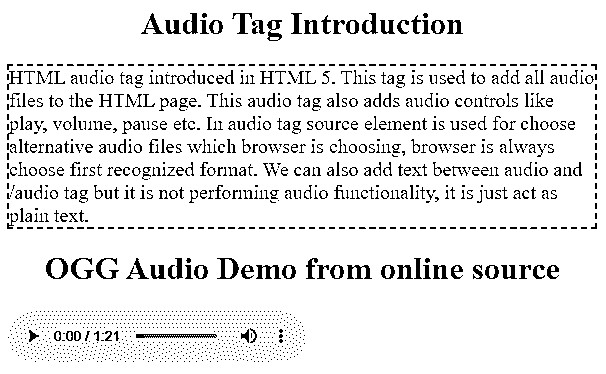 Audio Tag Introduction
HTML audio tag introduced in HTML 5. This tag is used to add all audio
files to the HTML page. This audio tag also adds audio controls like
play, volume, pause etc. In audio tag source element is used for choose
alternative audio files which browser is choosing, browser is always
choose first recognized format. We can also add text between audio and
/audio tag but it is not performing audio functionality, it is just act as
plain text.
OGG Audio Demo from online source
0:00 / 1:21